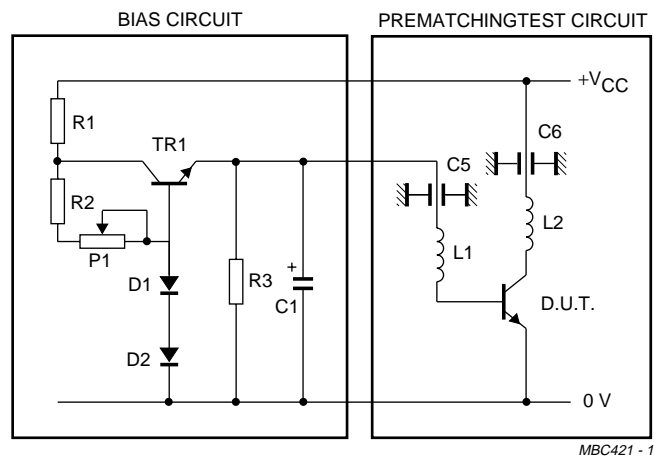 BIAS CIRCUIT
PREMATCHINGTEST CIRCUIT
+VCC
R1
TR1
C6
C5
R2
L2
P1
L1
D1
R3
+
C1
D.U.T.
D2
0 V
MBC421 - 1